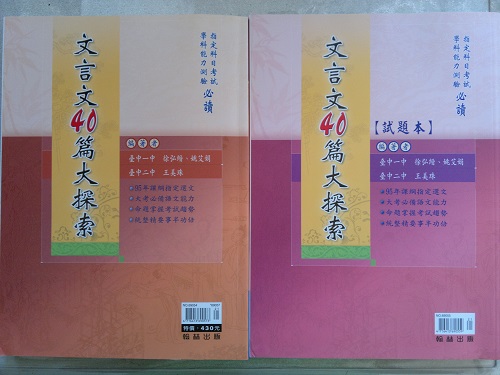 指定科目考試
學科能力測驗
必讀
文言文40篇大探索
編著者
臺中一中 徐弘縉、姚艾娟
臺中二中 王美珠
95年課綱指定選文
大考必備語文能力
命題掌握考試趨勢
統整精要事半功倍
特價·430元
翰林出版
指定科目考試
學科能力測驗
必讀
文言文40篇大探索
【試題本】
編著者
臺中一中 徐弘縉、姚艾娟
臺中二中 王美珠
95年課綱指定選文
大考必備語文能力
命題掌握考試趨勢
統整精要事半功倍
翰林出版